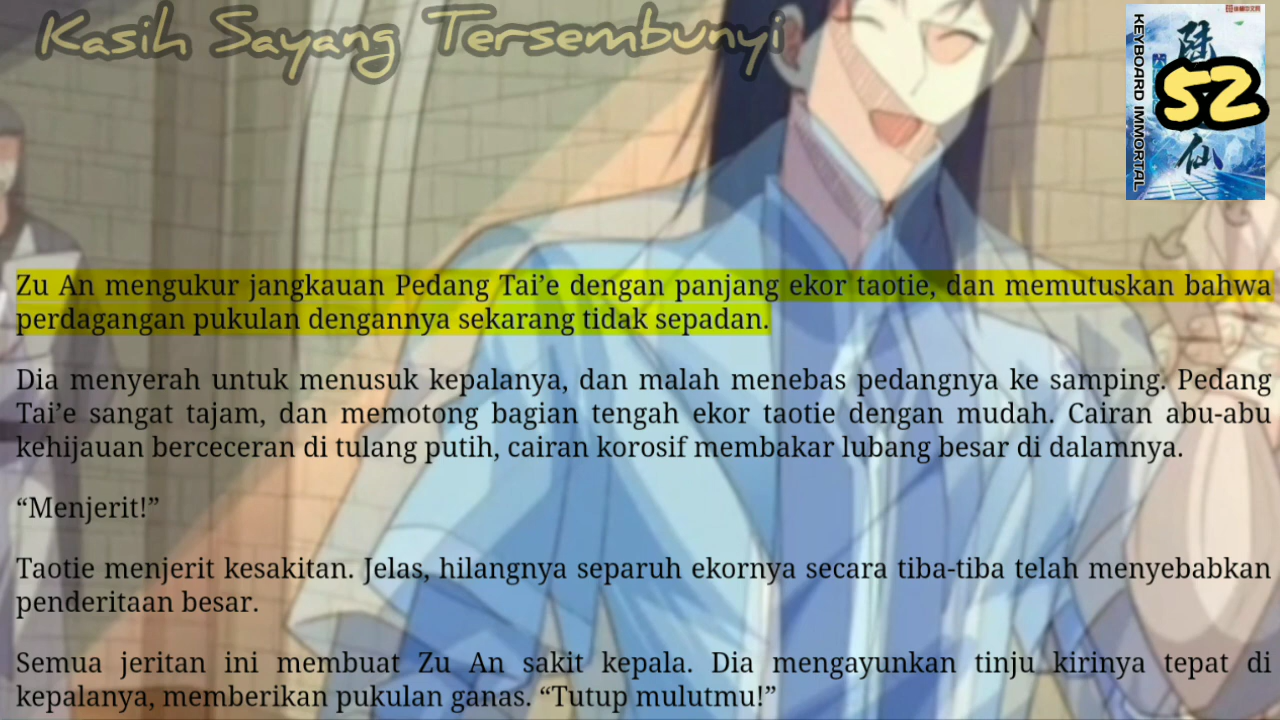 Kasih Sayang Tersembunyi
KEYBOARD IMMORTAL
陆
52
仙
Zu An mengukur jangkauan Pedang Tai’e dengan panjang ekor taotie, dan memutuskan bahwa
perdagangan pukulan dengannya sekarang tidak sepadan.
Dia menyerah untuk menusuk kepalanya, dan malah menebas pedangnya ke samping. Pedang
Tai’e sangat tajam, dan memotong bagian tengah ekor taotie dengan mudah. Cairan abu-abu
kehijauan berceceran di tulang putih, cairan korosif membakar lubang besar di dalamnya.
“Menjerit!”
Taotie menjerit kesakitan. Jelas, hilangnya separuh ekornya secara tiba-tiba telah menyebabkan
penderitaan besar.
Semua jeritan ini membuat Zu An sakit kepala. Dia mengayunkan tinju kirinya tepat di
kepalanya, memberikan pukulan ganas. “Tutup mulutmu!”